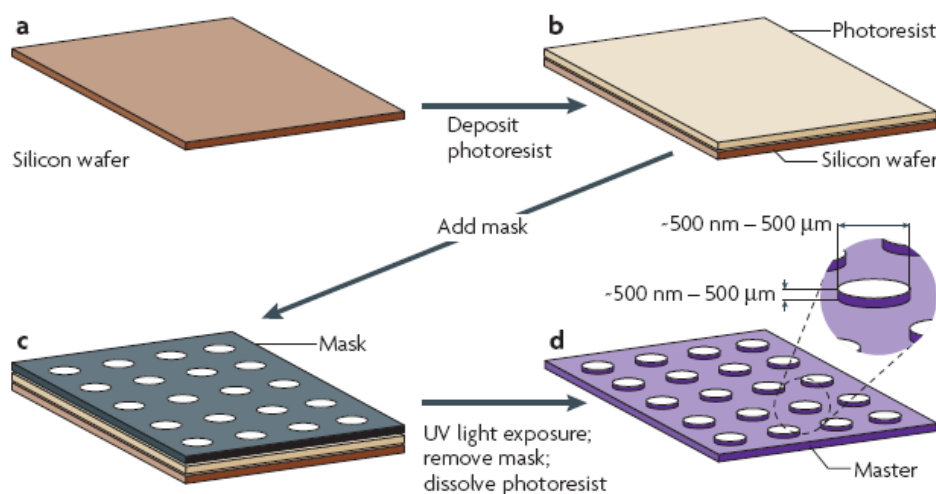 a
Silicon wafer
Deposit
photoresist
b
Photoresist
Silicon wafer
Add mask
c
Mask
UV light exposure;
remove mask;
dissolve photoresist
d
~500 nm – 500 μm
~500 nm – 500 μm
Master